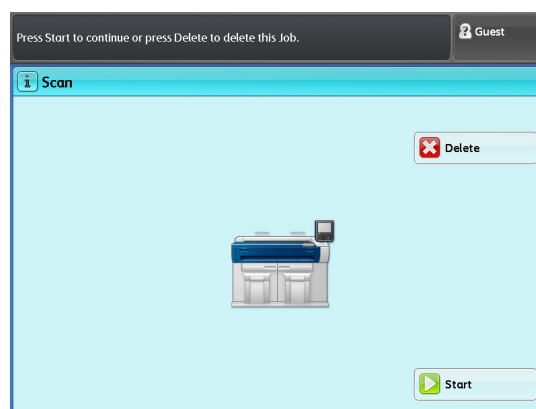 Press Start to continue or press Delete to delete this Job.
Guest
i Scan
Delete
Start